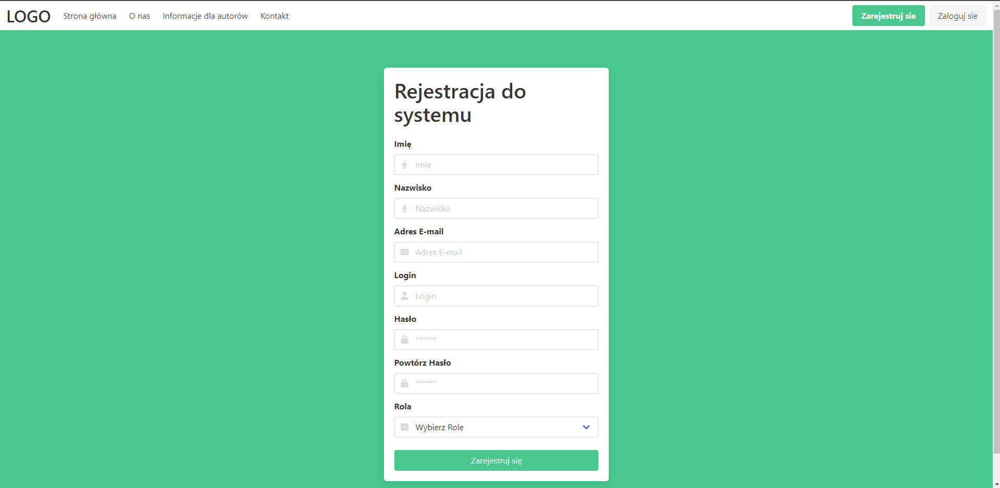 LOGO Strona główna O nas Informacje dla autorów Kontakt Zarejestruj sie Zaloguj sie
Rejestracja do
systemu
Imię
Imię
Nazwisko
Nazwisko
Adres E-mail
Adres E-mail
Login
Login
Hasło
******
Powtórz Hasło
******
Rola
Wybierz Role
Zarejestruj się